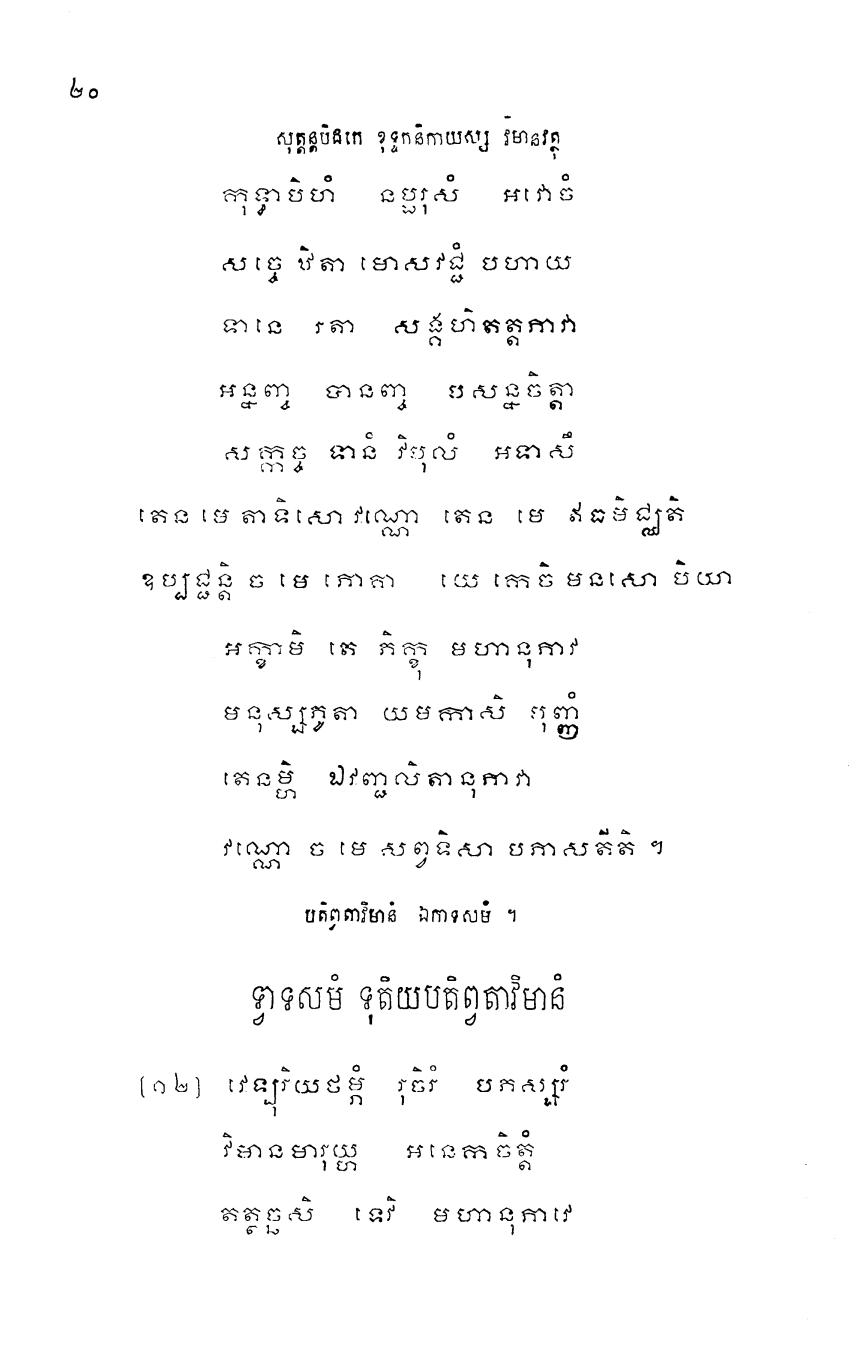 ២០
សុត្តន្តបិដកេ ខុទ្ទកនិកាយស្ស វិមានវត្ថុ
កុទ្ធាបិហំ នប្ផរុសំ អវោចំ
សច្ចេ ឋិតា មោសវជ្ជំ បហាយ
ទានេ រតា សង្គហិតត្តភាវា
អន្នញ្ច បានញ្ច បសន្នចិត្តា
សក្កច្ច ទានំ វិបុលំ អទាសឹ
តេន មេ តាទិសោ វណ្ណោ តេន មេ ឥធមិជ្ឈតិ
ឧប្បជ្ជន្តិ ច មេ ភោគា យេ កេចិ មនសោ បិយា
អក្ខាមិ តេ ភិក្ខុ មហានុភាវ
មនុស្សភូតា យមកាសិ បុញ្ញំ
តេនម្ហិ ឯវញ្ជលិតានុភាវា
វណ្ណោ ច មេ សព្វទិសា បភាសតីតិ ។
បតិព្វតាវិមានំ ឯកាទសមំ ។
ទ្វាទសមំ ទុតិយបតិព្វតាវិមានំ
[១២] វេឡុរិយថម្ភំ រុចិរំ បភស្សរំ
វិមានមារុយ្ហ អនេកចិត្តំ
តត្ថច្ឆសិ ទេវិ មហានុភាវេ